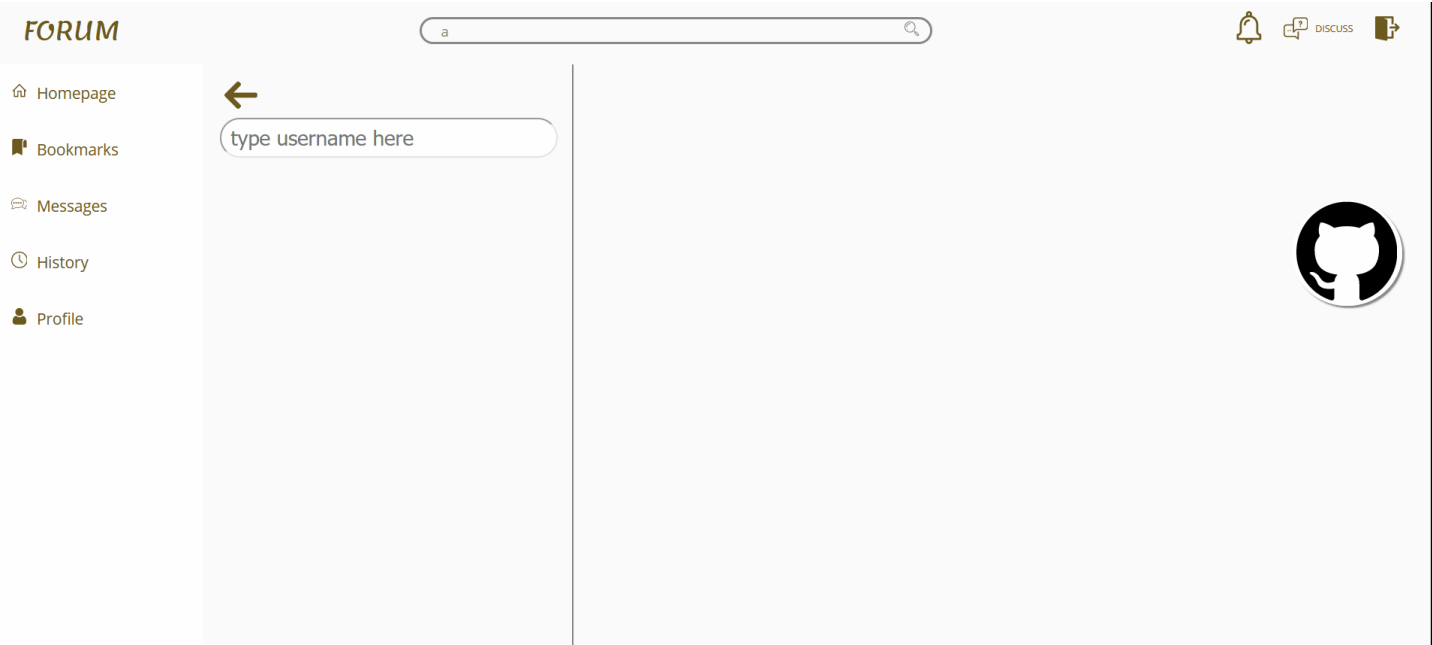 FORUM
a
DISCUSS
Homepage
Bookmarks
Messages
History
Profile
type username here